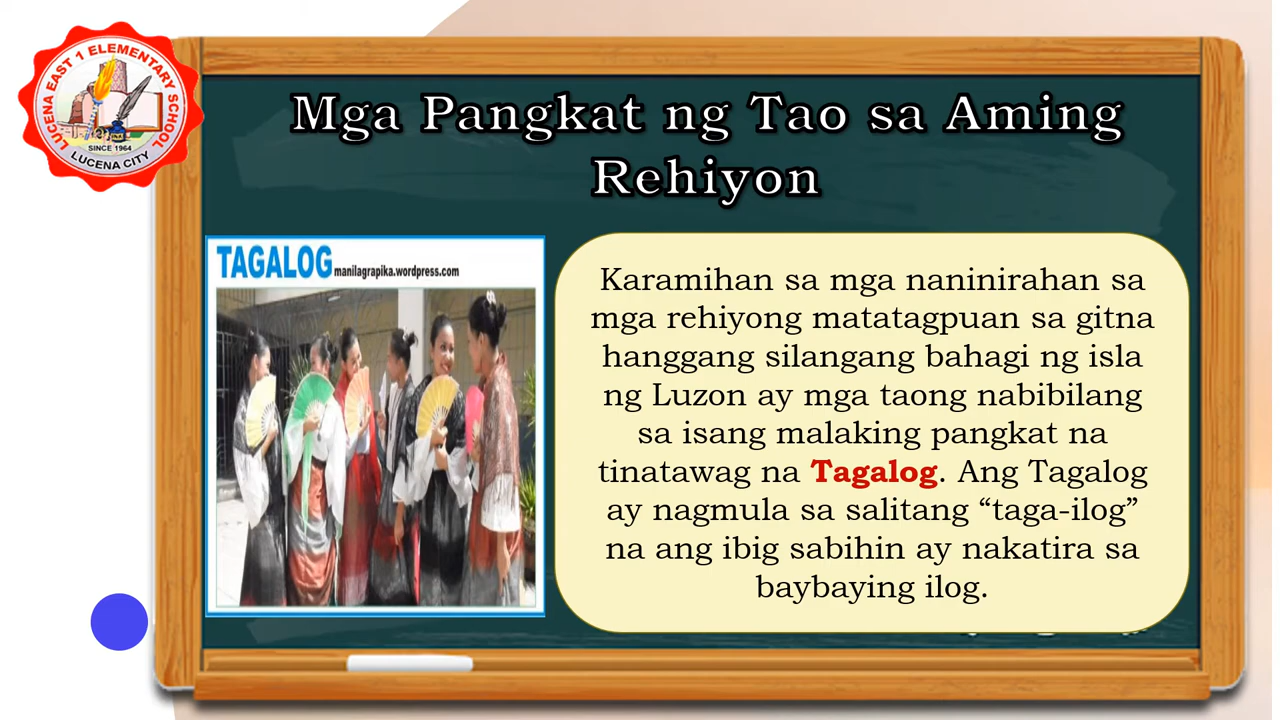 LUCENA EAST 1 ELEMENTARY SCHOOL
SINCE 1964
LUCENA CITY
Mga Pangkat ng Tao sa Aming
Rehiyon
TAGALOG manilagrapika.wordpress.com
Karamihan sa mga naninirahan sa
mga rehiyong matatagpuan sa gitna
hanggang silangang bahagi ng isla
ng Luzon ay mga taong nabibilang
sa isang malaking pangkat na
tinatawag na Tagalog. Ang Tagalog
ay nagmula sa salitang “taga-ilog”
na ang ibig sabihin ay nakatira sa
baybaying ilog.